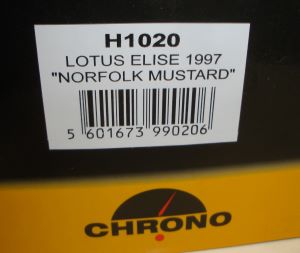 H1020
LOTUS ELISE 1997
"NORFOLK MUSTARD"
5 601673 990206
CHRONO